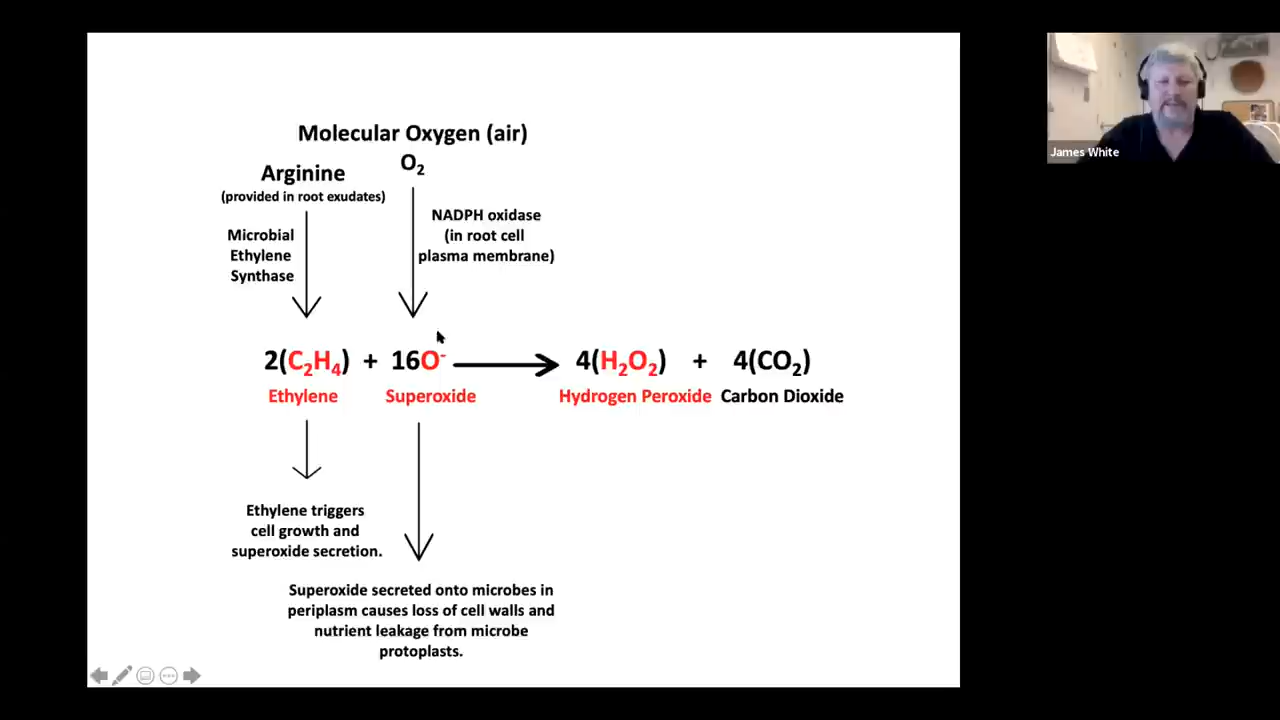 Molecular Oxygen (air)
O₂
Arginine
(provided in root exudates)
Microbial
Ethylene
Synthase
NADPH oxidase
(in root cell
plasma membrane)
2(C₂H₄) + 16O⁻ 4(H₂O₂) + 4(CO₂)
Ethylene Superoxide Hydrogen Peroxide Carbon Dioxide
Ethylene triggers
cell growth and
superoxide secretion.
Superoxide secreted onto microbes in
periplasm causes loss of cell walls and
nutrient leakage from microbe
protoplasts.
James White